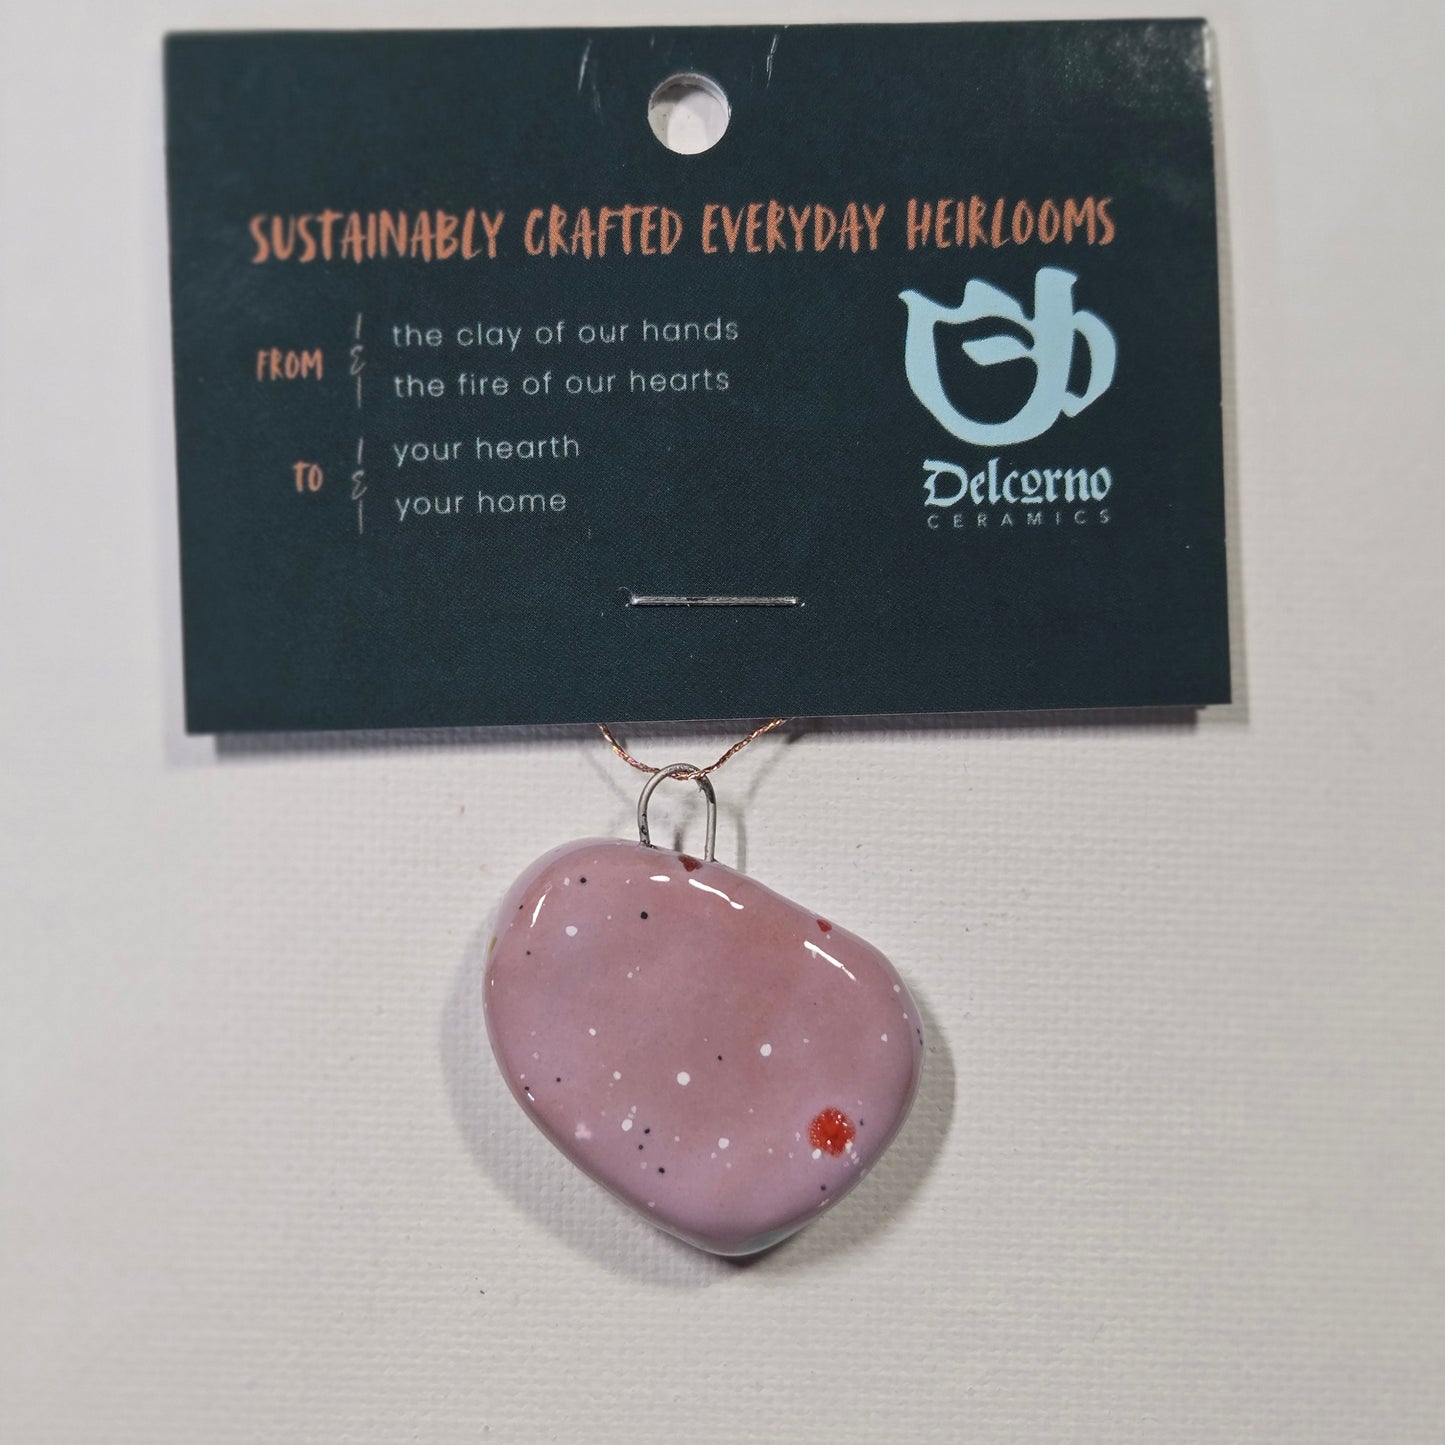 SUSTAINABLY CRAFTED EVERYDAY HEIRLOOMS
FROM & the clay of our hands
the fire of our hearts
TO & your hearth
your home
Delcorno
CERAMICS